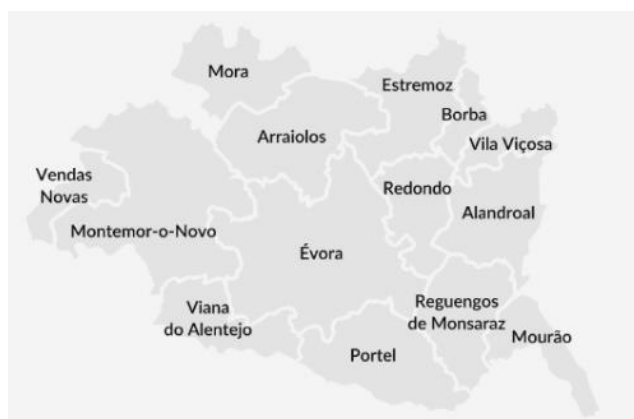 Mora
Estremoz
Borba
Arraiolos
Vila Viçosa
Vendas
Novas
Redondo
Alandroal
Montemor-o-Novo
Évora
Viana
do Alentejo
Reguengos
de Monsaraz
Mourão
Portel